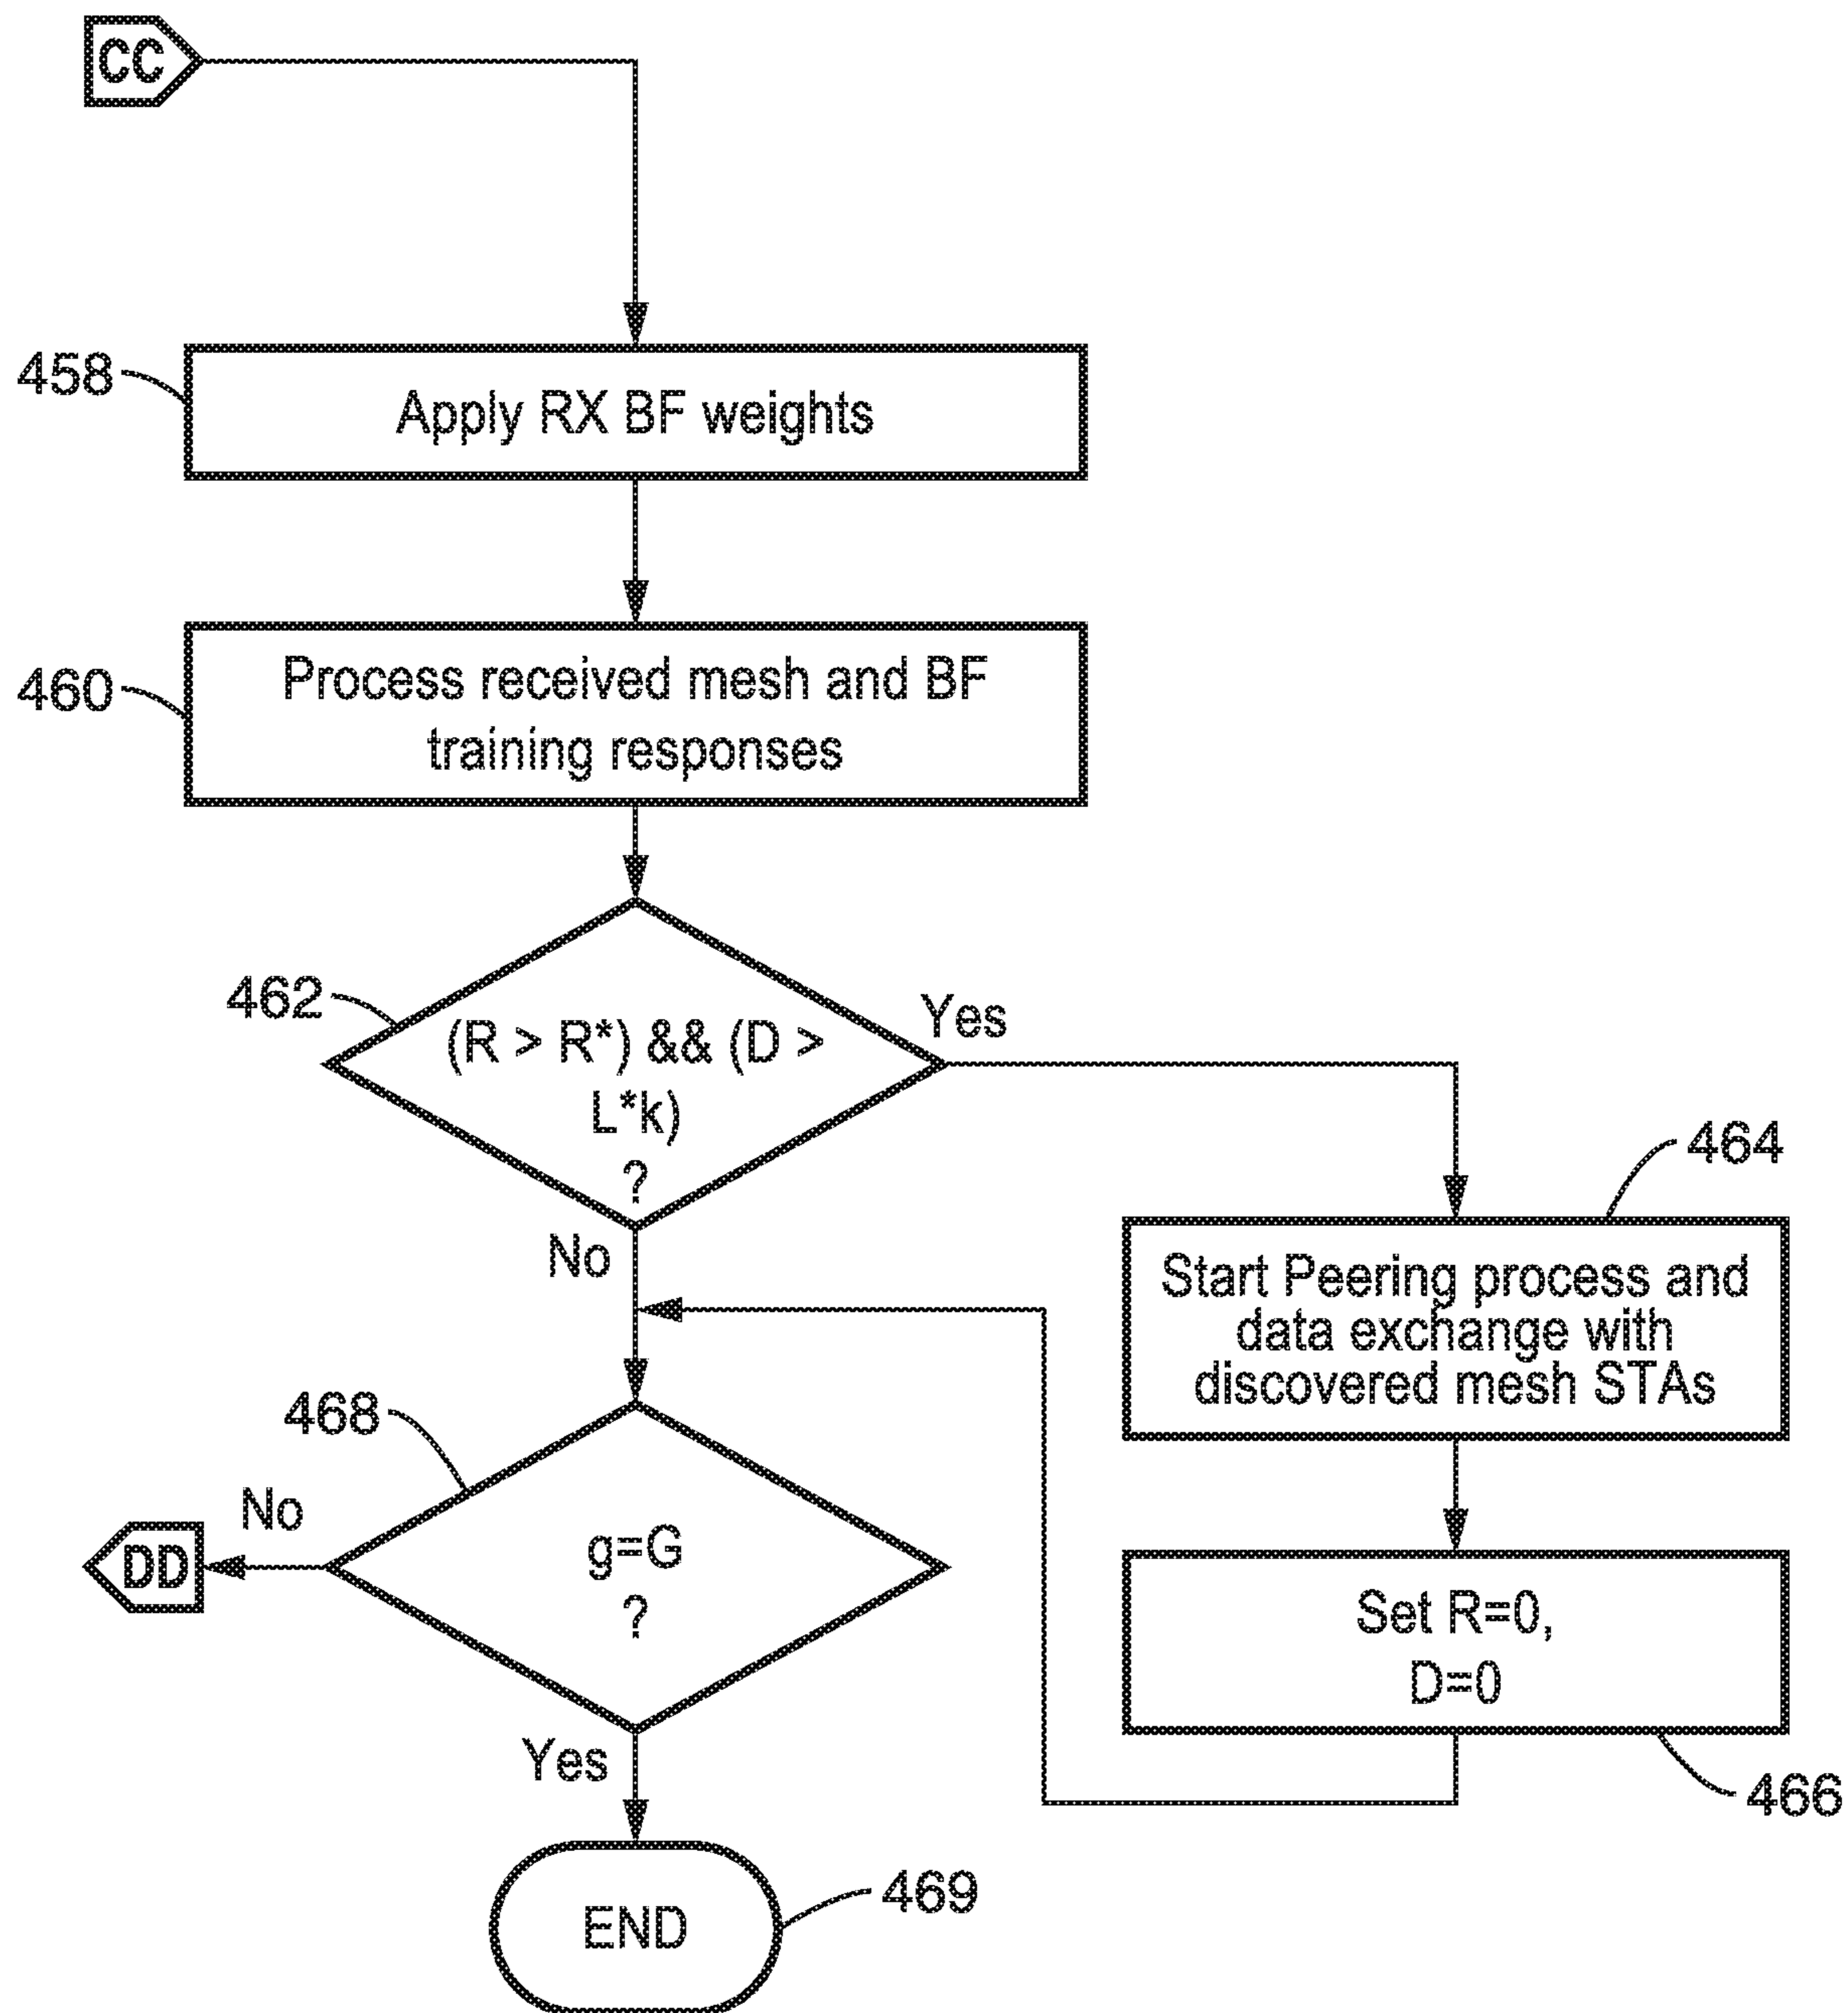 CC
458
Apply RX BF weights
460
Process received mesh and BF
training responses
462
(R > R*) && (D >
L*k)
?
Yes
No
464
Start Peering process and
data exchange with
discovered mesh STAs
468
No
DD
g=G
?
Set R=0,
D=0
466
Yes
END
469